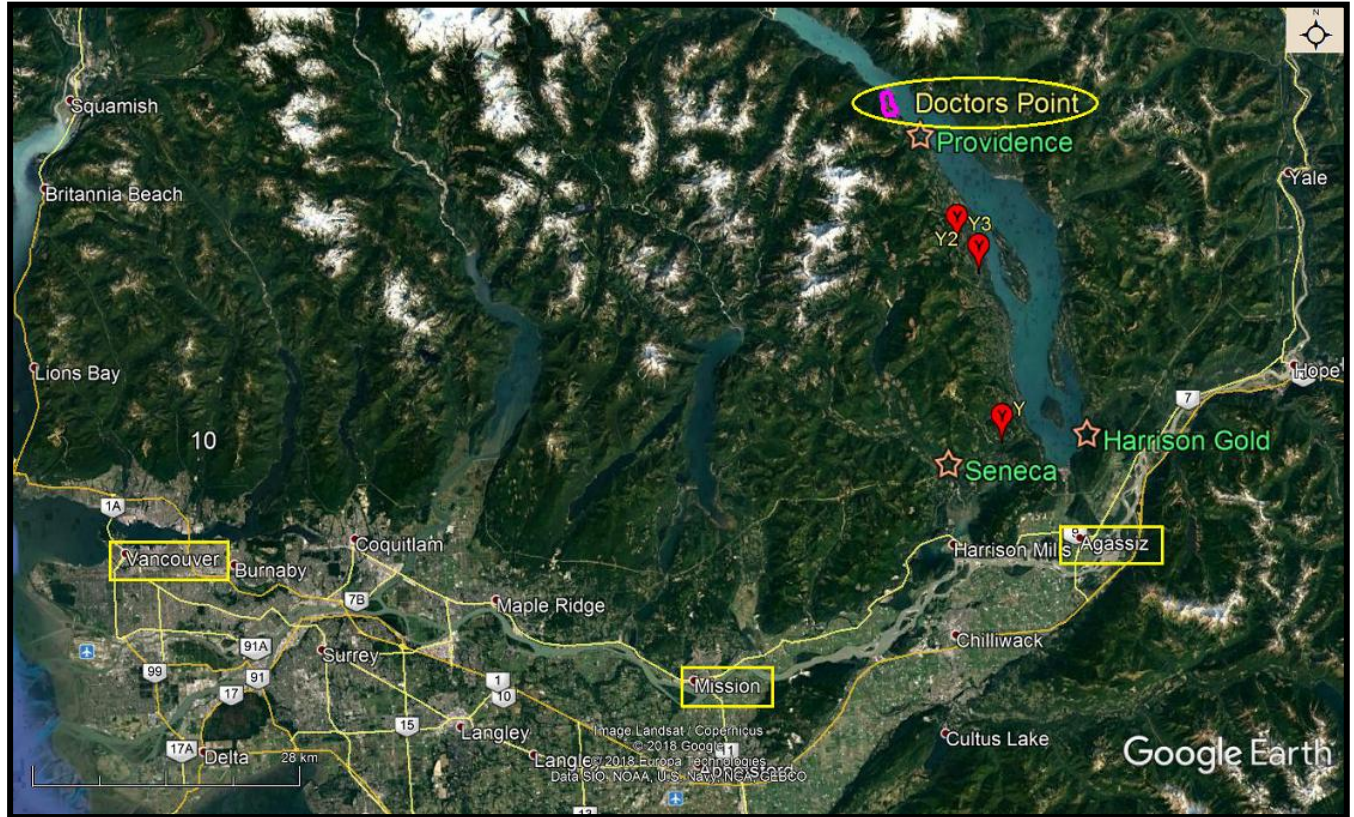 N
Squamish
Doctors Point
Providence
Yale
Britannia Beach
Y
Y2
Y3
Y
Lions Bay
Hope
7
Y
Y
10
Harrison Gold
Seneca
1A
Vancouver
Burnaby
Coquitlam
Harrison Mills
9
Agassiz
7B
Maple Ridge
Chilliwack
91A
Surrey
99
91
17
1
10
Mission
15
Langley
Cultus Lake
17A
Delta
28 km
Image Landsat / Copernicus
© 2018 Google
© 2018 Europa Technologies
Data SIO, NOAA, U.S. Navy, NGA, GEBCO
11
Google Earth